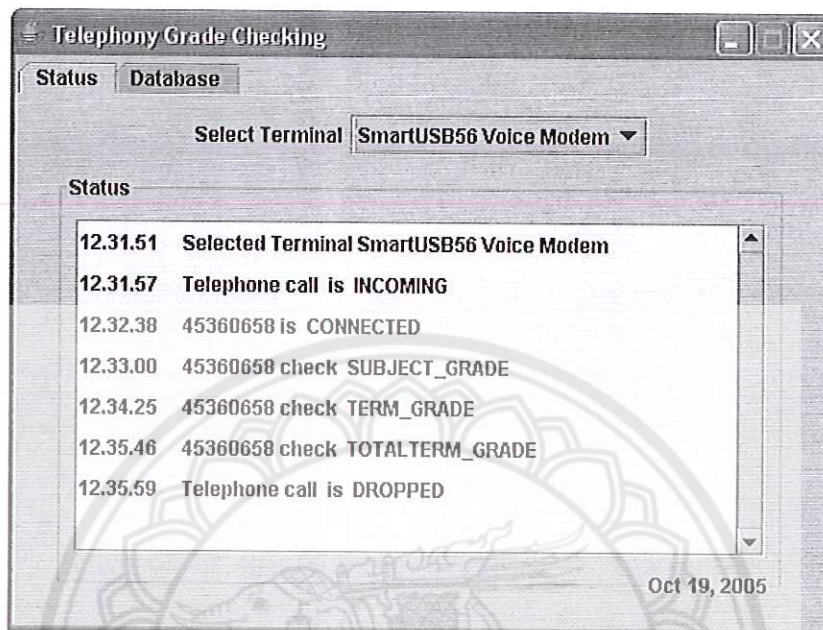 Telephony Grade Checking
Status Database
Select Terminal SmartUSB56 Voice Modem
Status
12.31.51 Selected Terminal SmartUSB56 Voice Modem
12.31.57 Telephone call is INCOMING
12.32.38 45360658 is CONNECTED
12.33.00 45360658 check SUBJECT_GRADE
12.34.25 45360658 check TERM_GRADE
12.35.46 45360658 check TOTALTERM_GRADE
12.35.59 Telephone call is DROPPED
Oct 19, 2005